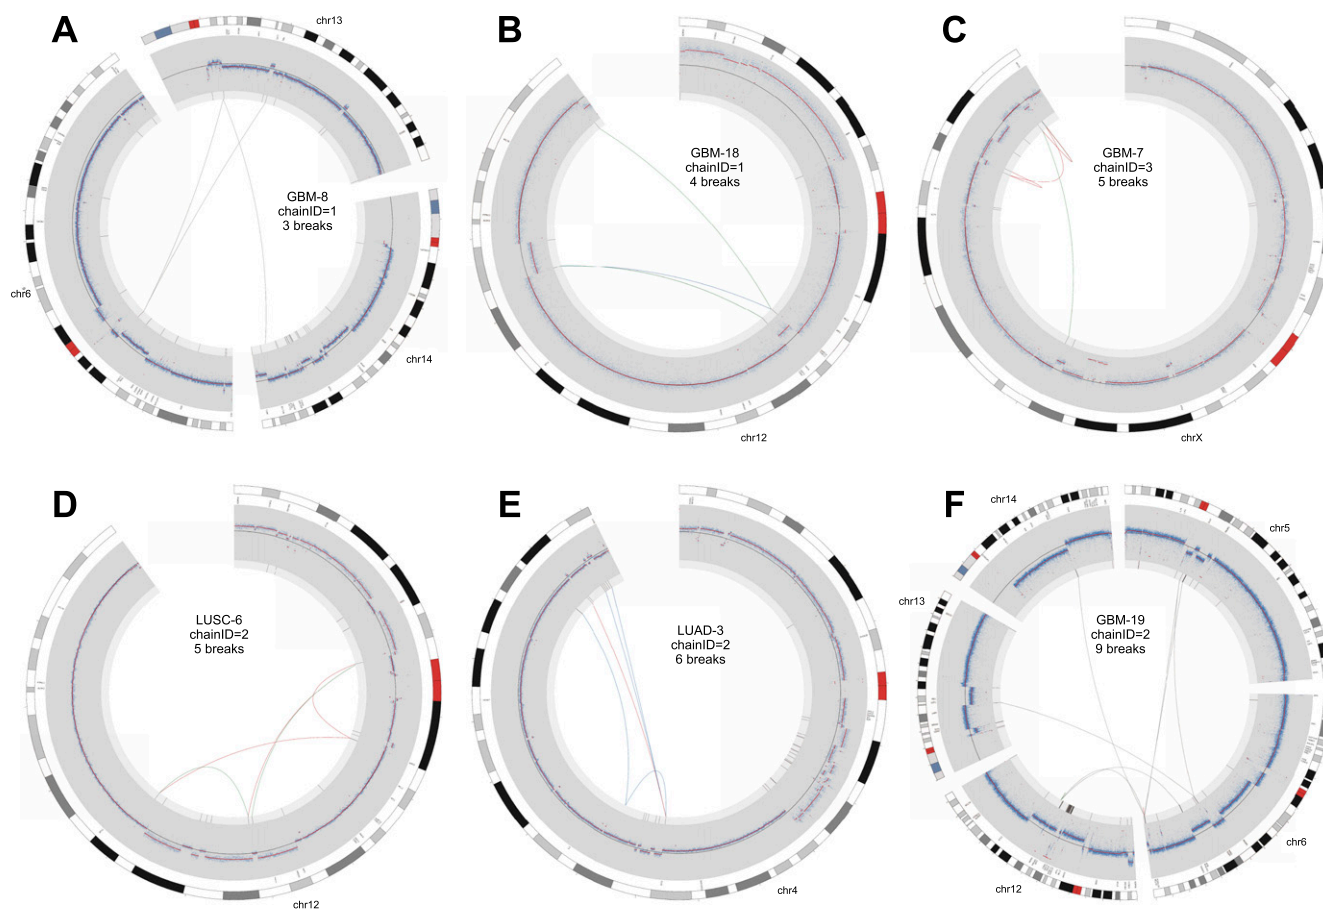 A
chr13
GBM-8
chainID=1
3 breaks
chr6
chr14
B
GBM-18
chainID=1
4 breaks
chr12
C
GBM-7
chainID=3
5 breaks
chrX
D
LUSC-6
chainID=2
5 breaks
chr12
E
LUAD-3
chainID=2
6 breaks
chr4
F
chr14
chr5
chr13
GBM-19
chainID=2
9 breaks
chr6
chr12